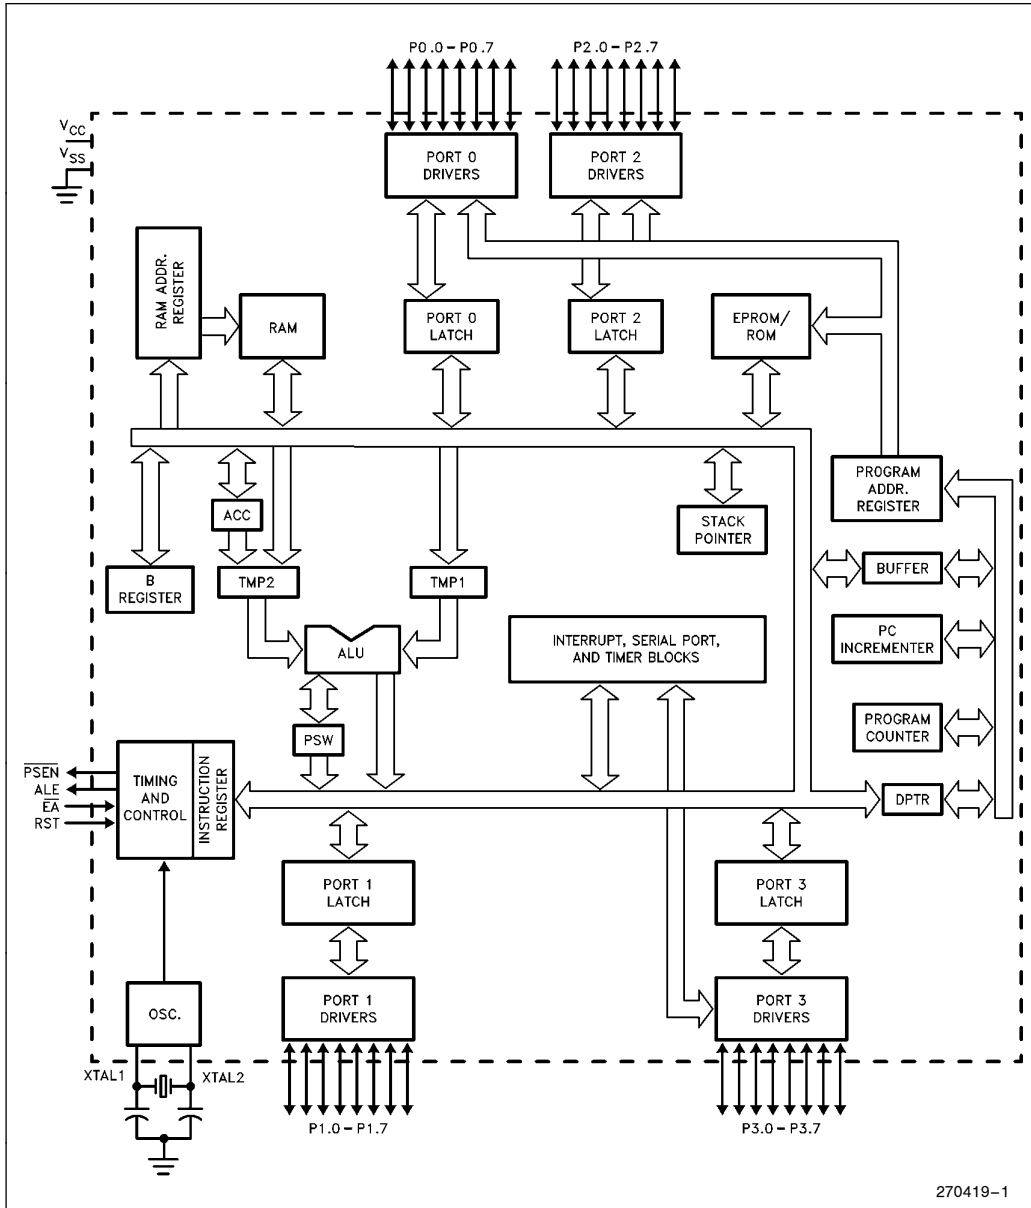 P0.0 – P0.7
P2.0 – P2.7
VCC
VSS
PORT 0
DRIVERS
PORT 2
DRIVERS
RAM ADDR.
REGISTER
RAM
PORT 0
LATCH
PORT 2
LATCH
EPROM/
ROM
PROGRAM
ADDR.
REGISTER
ACC
STACK
POINTER
B
REGISTER
TMP2
TMP1
BUFFER
ALU
INTERRUPT, SERIAL PORT,
AND TIMER BLOCKS
PC
INCREMENTER
PSW
PROGRAM
COUNTER
PSEN
ALE
EA
RST
TIMING
AND
CONTROL
INSTRUCTION
REGISTER
DPTR
PORT 1
LATCH
PORT 3
LATCH
OSC.
PORT 1
DRIVERS
PORT 3
DRIVERS
XTAL1
XTAL2
P1.0 – P1.7
P3.0 – P3.7
270419–1